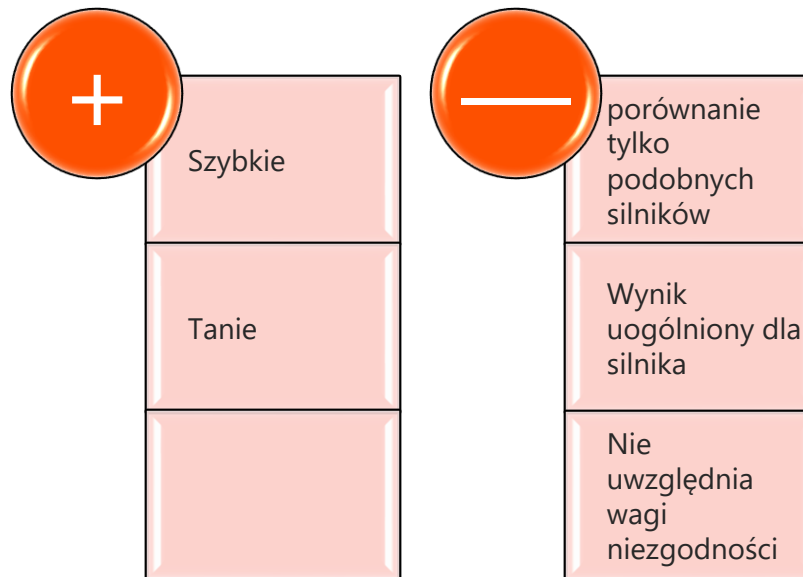 +
Szybkie
Tanie
—
porównanie
tylko
podobnych
silników
Wynik
uogólniony dla
silnika
Nie
uwzględnia
wagi
niezgodności